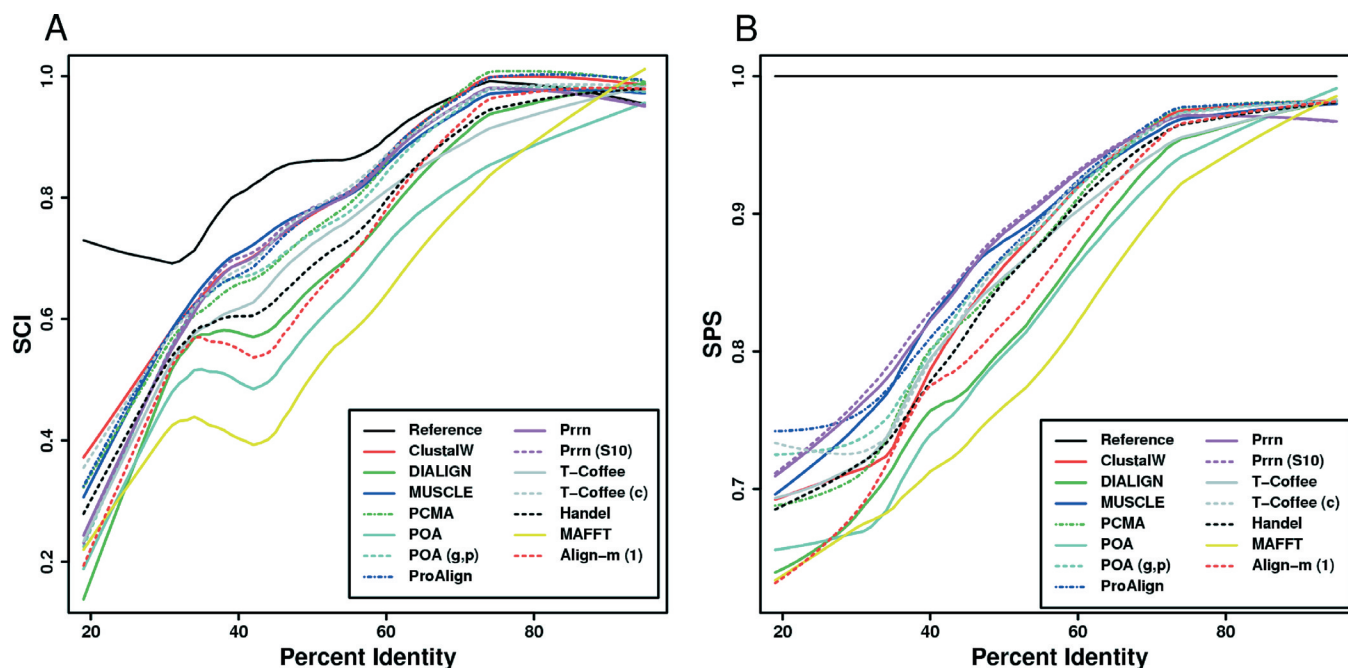 A
SCI
1.0
0.8
0.6
0.4
0.2
20
40
60
80
Percent Identity
Reference
ClustalW
DIALIGN
MUSCLE
PCMA
POA
POA (g,p)
ProAlign
Prrn
Prrn (S10)
T-Coffee
T-Coffee (c)
Handel
MAFFT
Align-m (1)
B
SPS
1.0
0.9
0.8
0.7
20
40
60
80
Percent Identity
Reference
ClustalW
DIALIGN
MUSCLE
PCMA
POA
POA (g,p)
ProAlign
Prrn
Prrn (S10)
T-Coffee
T-Coffee (c)
Handel
MAFFT
Align-m (1)